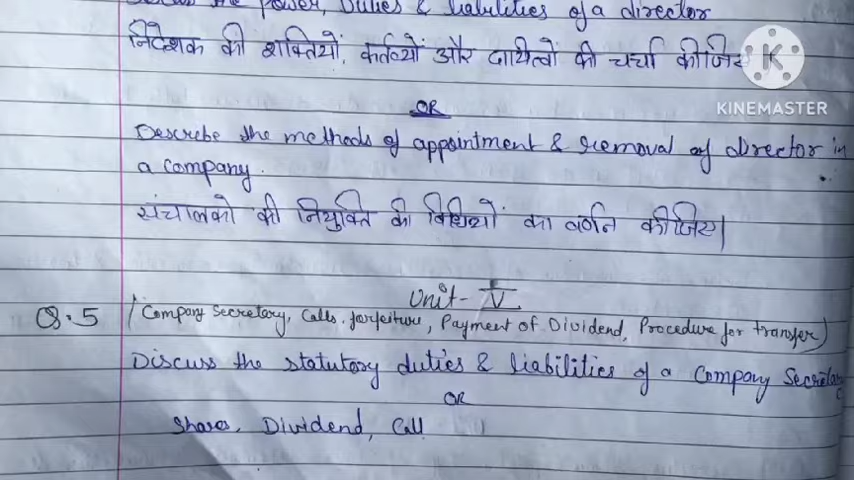 the power, Duties & liabilities of a director
निदेशक की शक्तियों, कर्तव्यों और दायित्वों की चर्चा कीजिए
K
KINEMASTER
OR
Describe the methods of appointment & removal of director in
a company.
संचालको की नियुक्ति की विधियों का वर्णन कीजिए|
Unit - V
Q.5 (Company Secretary, Calls, forfeiture, Payment of Dividend, Procedure for transfer)
Discuss the statutory duties & liabilities of a Company Secretary
OR
Shares, Dividend, Call